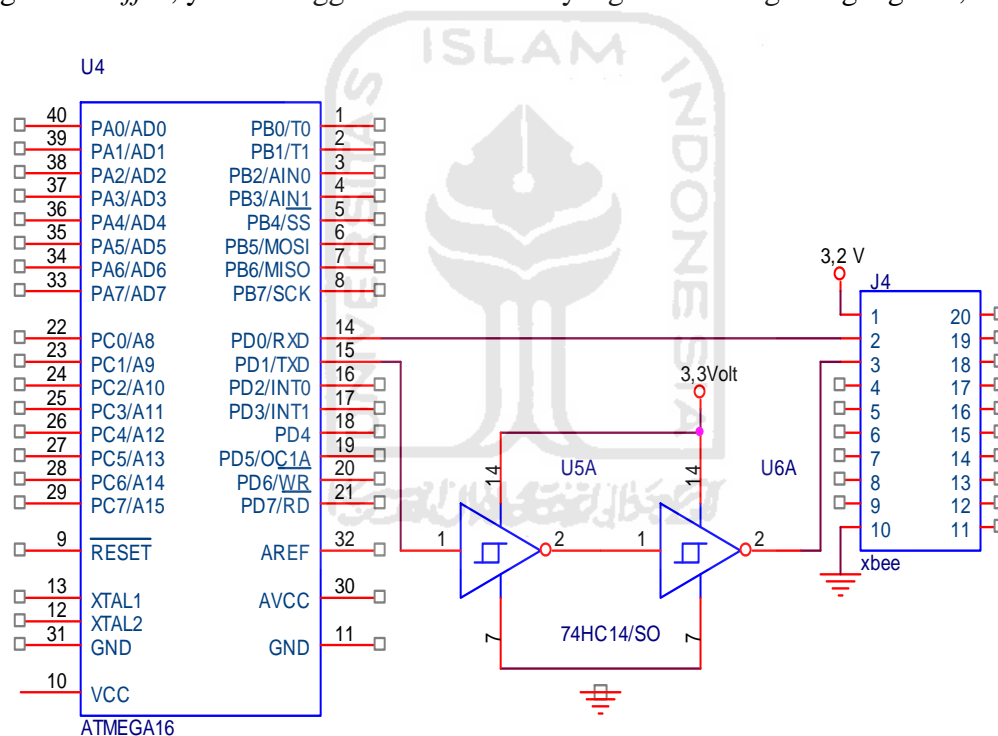 U4
40 PA0/AD0 PB0/T0 1
39 PA1/AD1 PB1/T1 2
38 PA2/AD2 PB2/AIN0 3
37 PA3/AD3 PB3/AIN1 4
36 PA4/AD4 PB4/SS 5
35 PA5/AD5 PB5/MOSI 6
34 PA6/AD6 PB6/MISO 7
33 PA7/AD7 PB7/SCK 8
22 PC0/A8 PD0/RXD 14
23 PC1/A9 PD1/TXD 15
24 PC2/A10 PD2/INT0 16
25 PC3/A11 PD3/INT1 17
26 PC4/A12 PD4 18
27 PC5/A13 PD5/OC1A 19
28 PC6/A14 PD6/WR 20
29 PC7/A15 PD7/RD 21
9 RESET AREF 32
13 XTAL1 AVCC 30
12 XTAL2
31 GND GND 11
10 VCC
ATMEGA16
3,3Volt
U5A
U6A
14
14
1 2
1 2
7
7
74HC14/SO
3,2 V
J4
1 20
2 19
3 18
4 17
5 16
6 15
7 14
8 13
9 12
10 11
xbee
UNIVERSITAS
ISLAM
INDONESIA